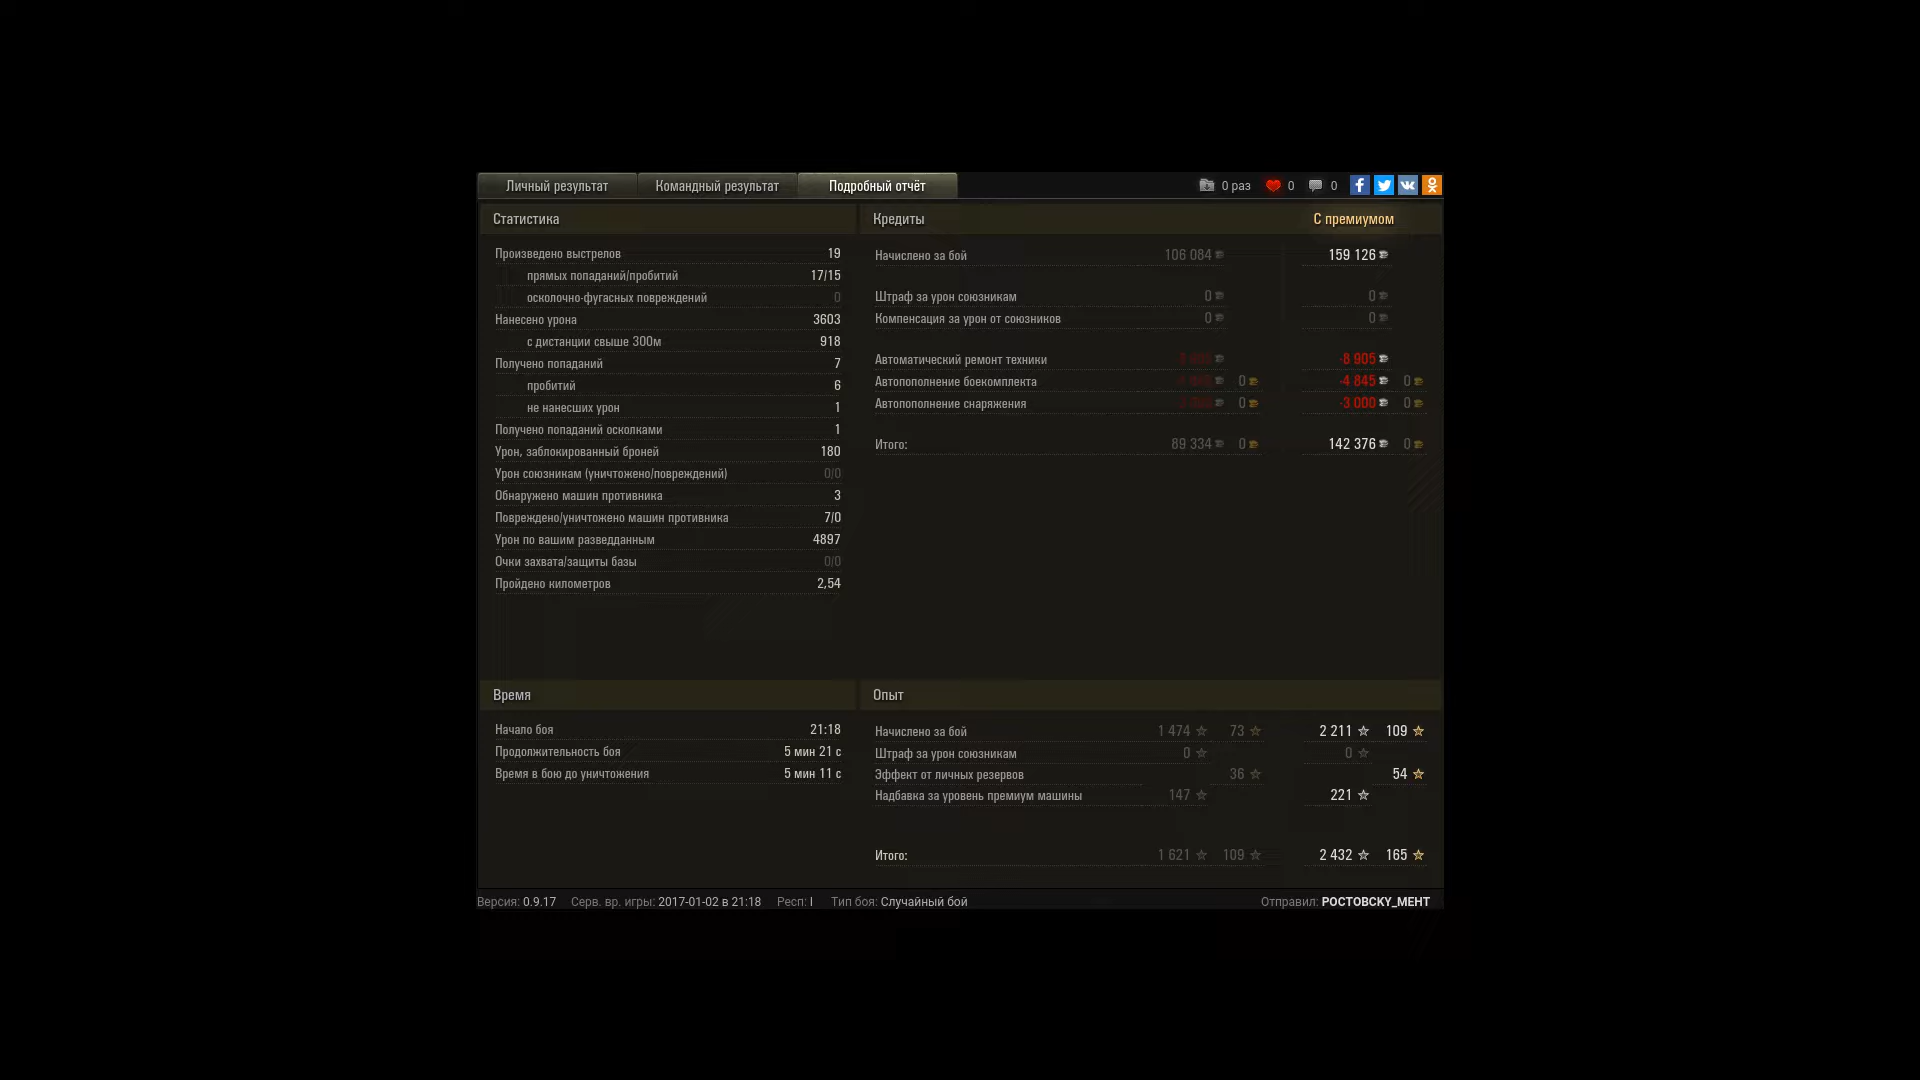 Личный результат Командный результат Подробный отчёт 0 раз 0 0
Статистика
Произведено выстрелов 19
прямых попаданий/пробитий 17/15
осколочно-фугасных повреждений 0
Нанесено урона 3603
с дистанции свыше 300м 918
Получено попаданий 7
пробитий 6
не нанесших урон 1
Получено попаданий осколками 1
Урон, заблокированный броней 180
Урон союзникам (уничтожено/повреждений) 0/0
Обнаружено машин противника 3
Повреждено/уничтожено машин противника 7/0
Урон по вашим разведданным 4897
Очки захвата/защиты базы 0/0
Пройдено километров 2,54
Кредиты С премиумом
Начислено за бой 106 084 159 126
Штраф за урон союзникам 0 0
Компенсация за урон от союзников 0 0
Автоматический ремонт техники -8 905
Автопополнение боекомплекта 0 -4 845 0
Автопополнение снаряжения 0 -3 000 0
Итого: 89 334 0 142 376 0
Время
Начало боя 21:18
Продолжительность боя 5 мин 21 с
Время в бою до уничтожения 5 мин 11 с
Опыт
Начислено за бой 1 474 73 2 211 109
Штраф за урон союзникам 0 0
Эффект от личных резервов 36 54
Надбавка за уровень премиум машины 147 221
Итого: 1 621 109 2 432 165
Версия: 0.9.17 Серв. вр. игры: 2017-01-02 в 21:18 Респ: I Тип боя: Случайный бой Отправил: POCTOBCKY_MEHT